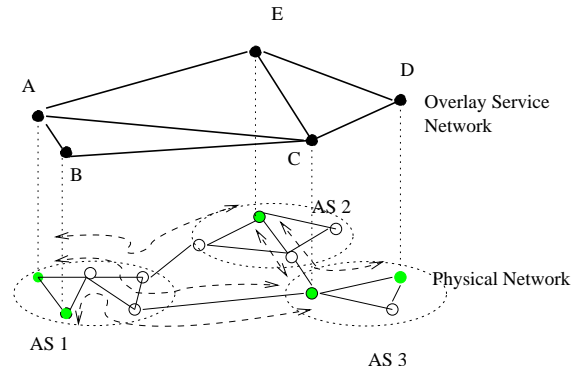 E
D
A
Overlay Service
Network
C
B
AS 2
Physical Network
AS 1
AS 3